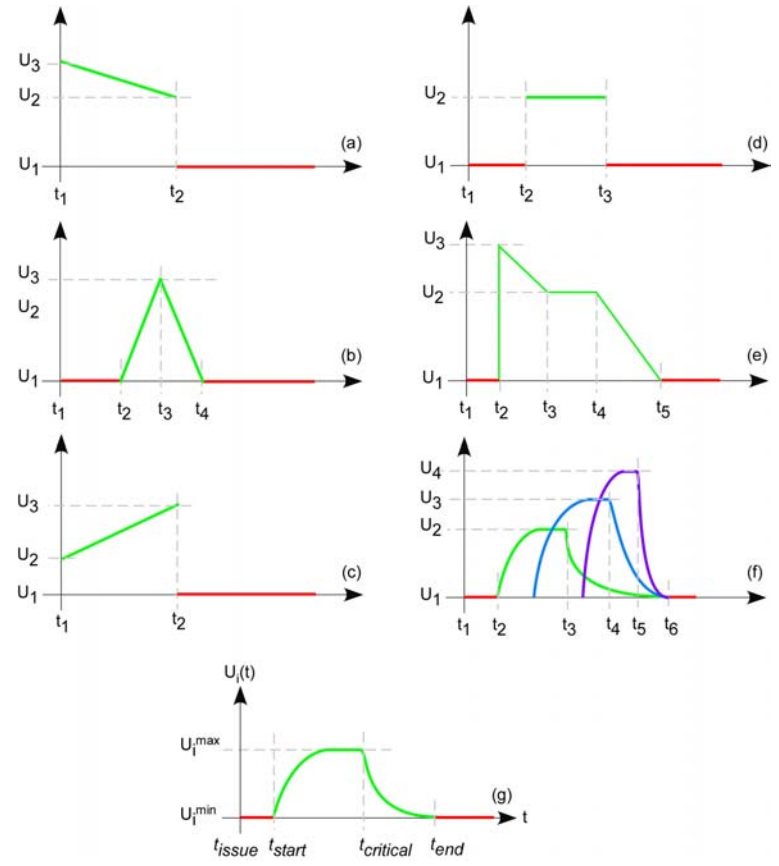 U3
U2
(a)
U1
t1 t2
U2
(d)
U1
t1 t2 t3
U3
U2
(b)
U1
t1 t2 t3 t4
U3
U2
(e)
U1
t1 t2 t3 t4 t5
U3
U2
(c)
U1
t1 t2
U4
U3
U2
(f)
U1
t1 t2 t3 t4 t5 t6
Ui(t)
Uimax
(g)
Uimin
t
tissue tstart tcritical tend